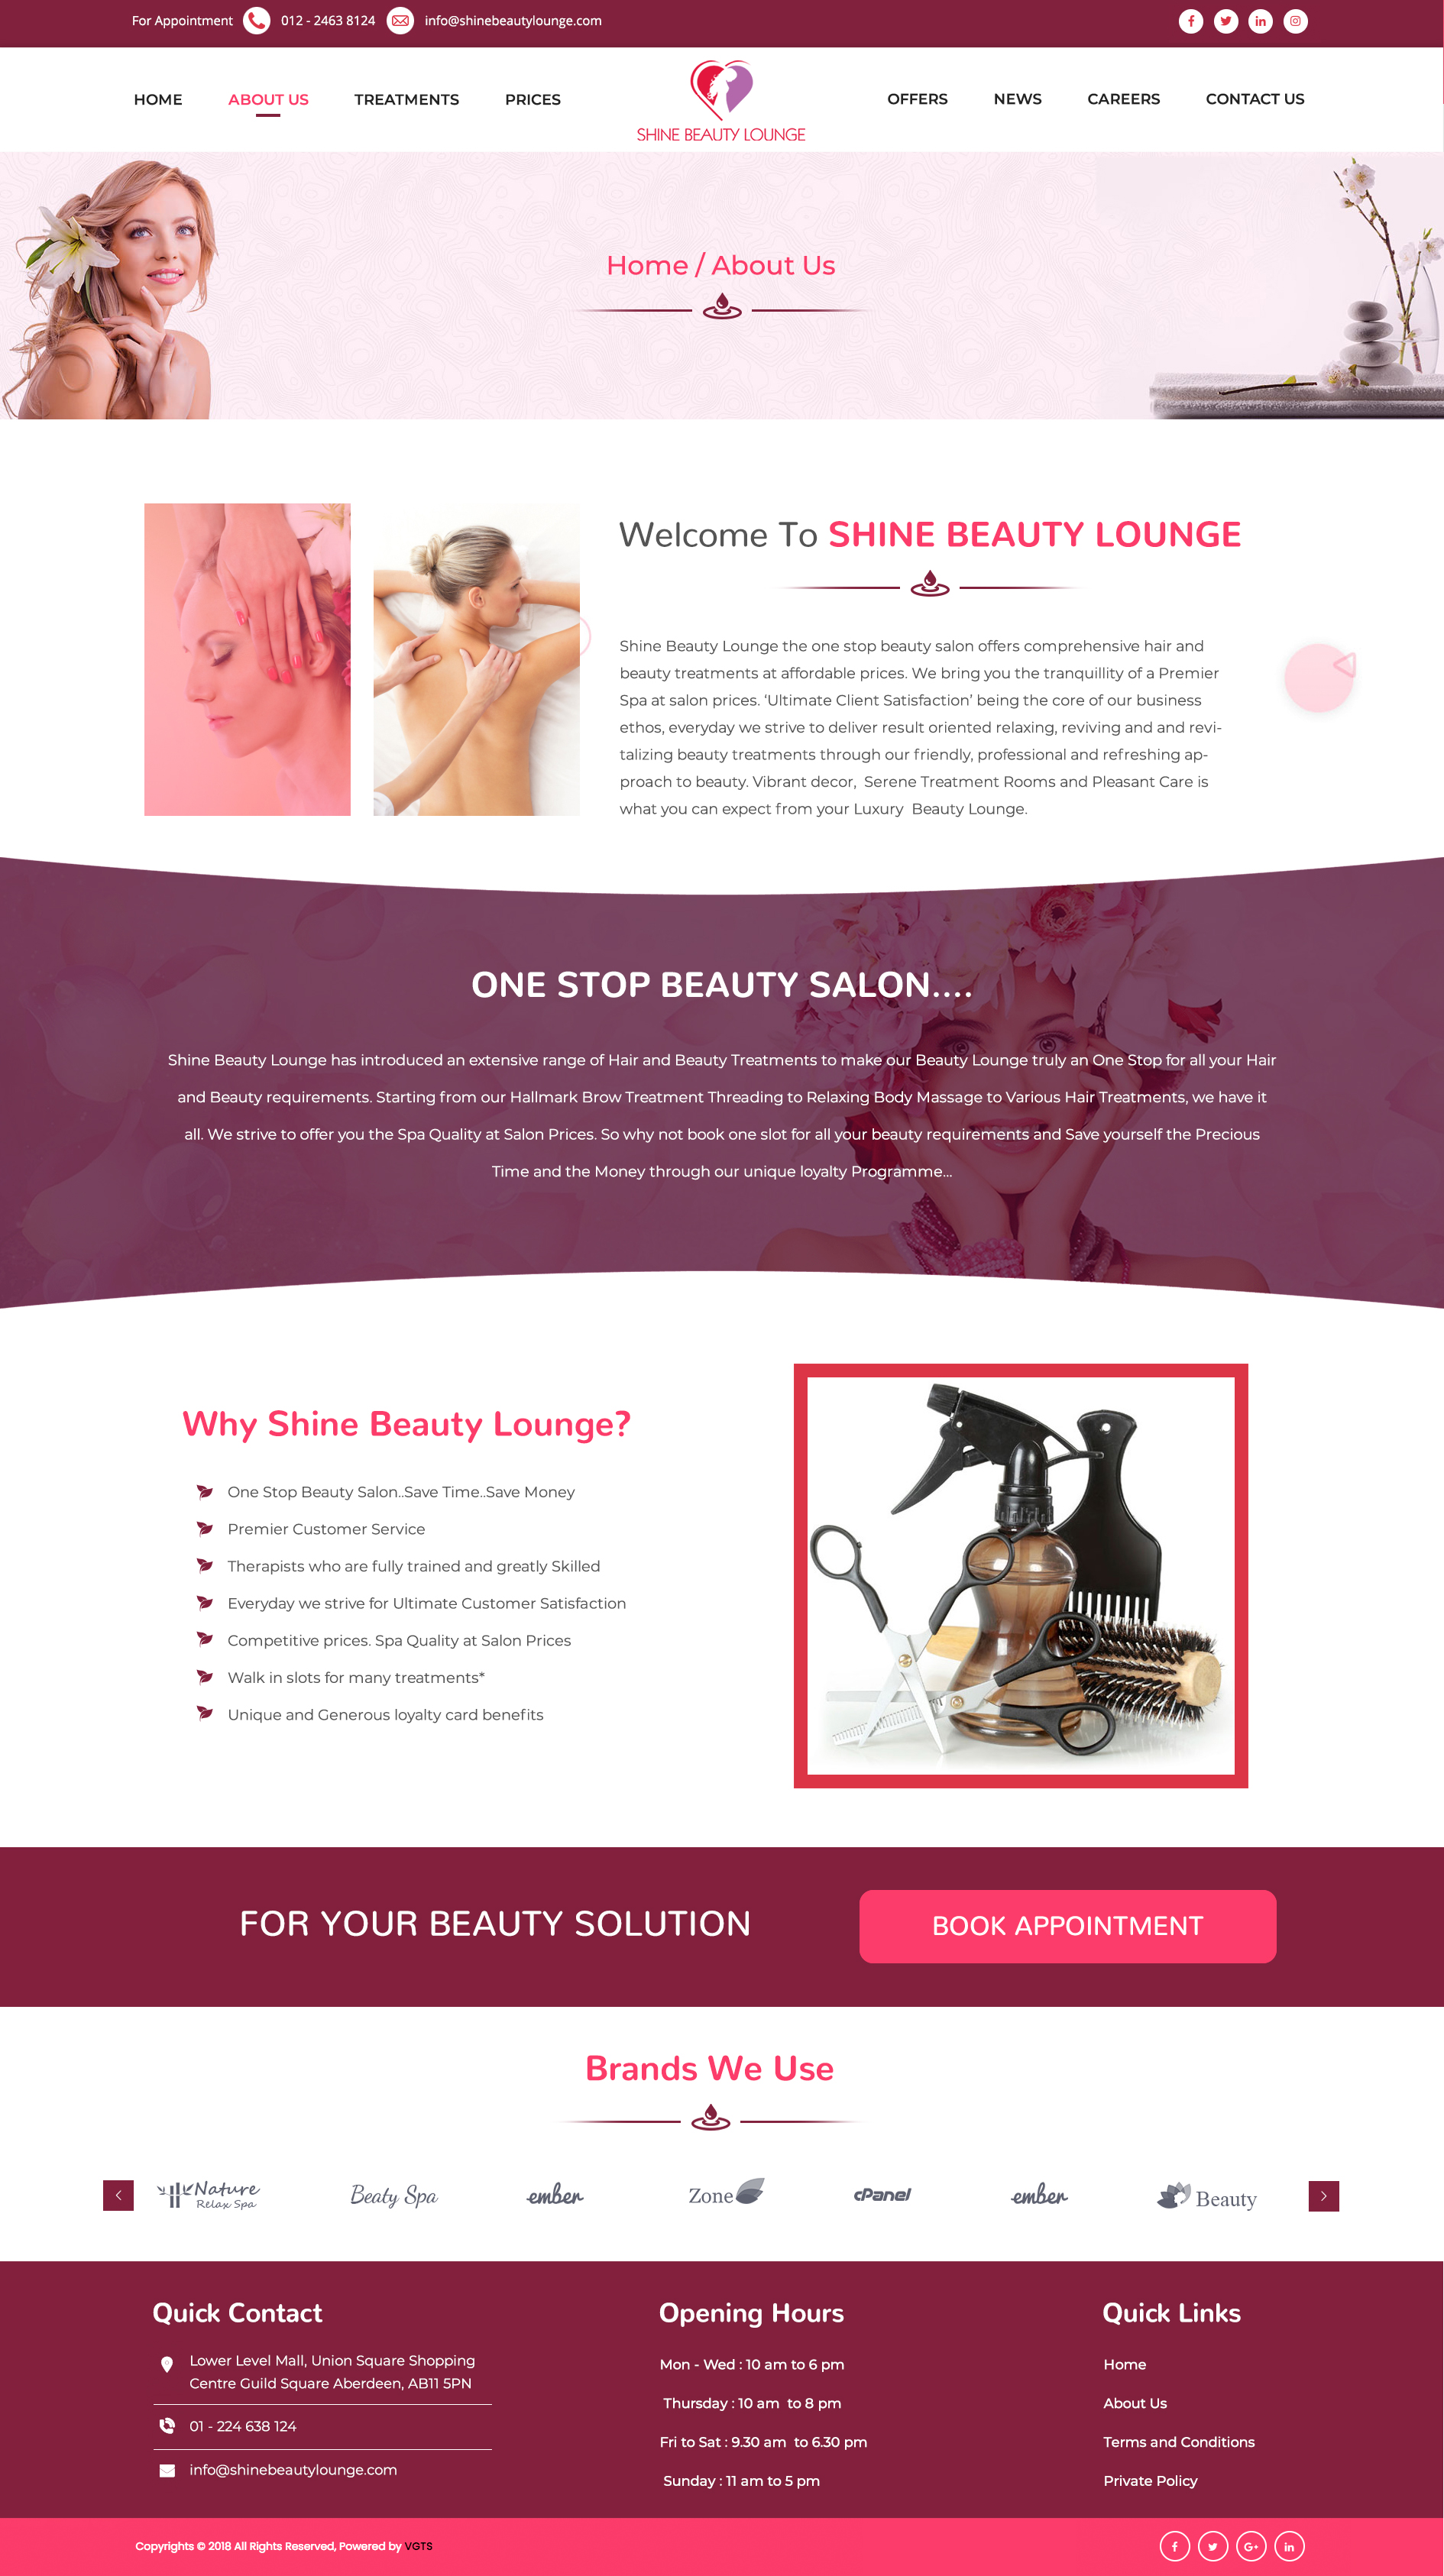 For Appointment 012 - 2463 8124 info@shinebeautylounge.com
HOME ABOUT US TREATMENTS PRICES
SHINE BEAUTY LOUNGE
OFFERS NEWS CAREERS CONTACT US
Home / About Us
Welcome To SHINE BEAUTY LOUNGE
Shine Beauty Lounge the one stop beauty salon offers comprehensive hair and
beauty treatments at affordable prices. We bring you the tranquillity of a Premier
Spa at salon prices. ‘Ultimate Client Satisfaction’ being the core of our business
ethos, everyday we strive to deliver result oriented relaxing, reviving and and revi-
talizing beauty treatments through our friendly, professional and refreshing ap-
proach to beauty. Vibrant decor,  Serene Treatment Rooms and Pleasant Care is
what you can expect from your Luxury  Beauty Lounge.
ONE STOP BEAUTY SALON....
Shine Beauty Lounge has introduced an extensive range of Hair and Beauty Treatments to make our Beauty Lounge truly an One Stop for all your Hair
and Beauty requirements. Starting from our Hallmark Brow Treatment Threading to Relaxing Body Massage to Various Hair Treatments, we have it
all. We strive to offer you the Spa Quality at Salon Prices. So why not book one slot for all your beauty requirements and Save yourself the Precious
Time and the Money through our unique loyalty Programme...
Why Shine Beauty Lounge?
One Stop Beauty Salon..Save Time..Save Money
Premier Customer Service
Therapists who are fully trained and greatly Skilled
Everyday we strive for Ultimate Customer Satisfaction
Competitive prices. Spa Quality at Salon Prices
Walk in slots for many treatments*
Unique and Generous loyalty card benefits
FOR YOUR BEAUTY SOLUTION
BOOK APPOINTMENT
Brands We Use
Nature
Relax Spa
Beaty Spa
ember
Zone
cPanel
ember
Beauty
Quick Contact
Lower Level Mall, Union Square Shopping
Centre Guild Square Aberdeen, AB11 5PN
01 - 224 638 124
info@shinebeautylounge.com
Opening Hours
Mon - Wed : 10 am to 6 pm
Thursday : 10 am  to 8 pm
Fri to Sat : 9.30 am  to 6.30 pm
Sunday : 11 am to 5 pm
Quick Links
Home
About Us
Terms and Conditions
Private Policy
Copyrights © 2018 All Rights Reserved, Powered by VGTS